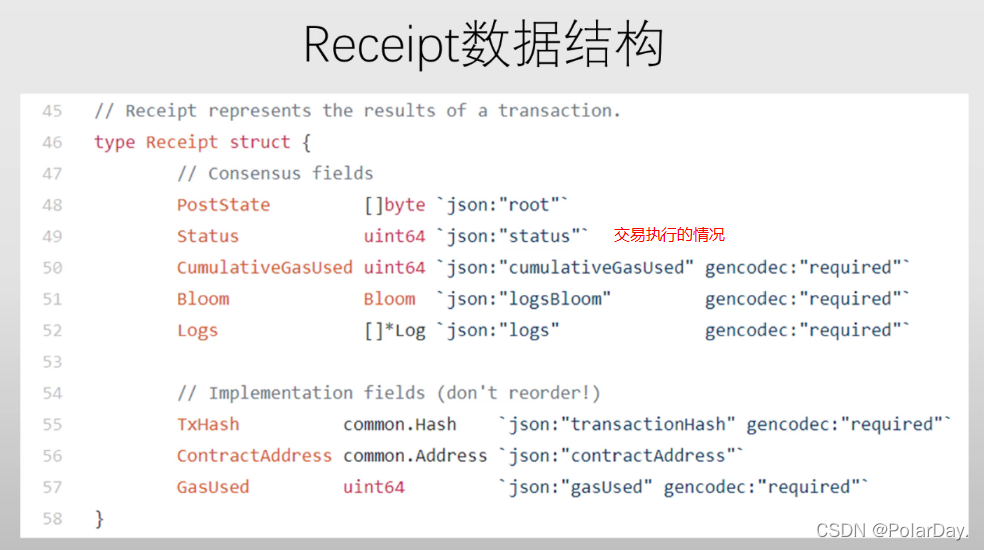 Receipt数据结构
45 // Receipt represents the results of a transaction.
46 type Receipt struct {
47 // Consensus fields
48 PostState []byte `json:"root"`
49 Status uint64 `json:"status"` 交易执行的情况
50 CumulativeGasUsed uint64 `json:"cumulativeGasUsed" gencodec:"required"`
51 Bloom Bloom `json:"logsBloom" gencodec:"required"`
52 Logs []*Log `json:"logs" gencodec:"required"`
53
54 // Implementation fields (don't reorder!)
55 TxHash common.Hash `json:"transactionHash" gencodec:"required"`
56 ContractAddress common.Address `json:"contractAddress"`
57 GasUsed uint64 `json:"gasUsed" gencodec:"required"`
58 }
CSDN @PolarDay.